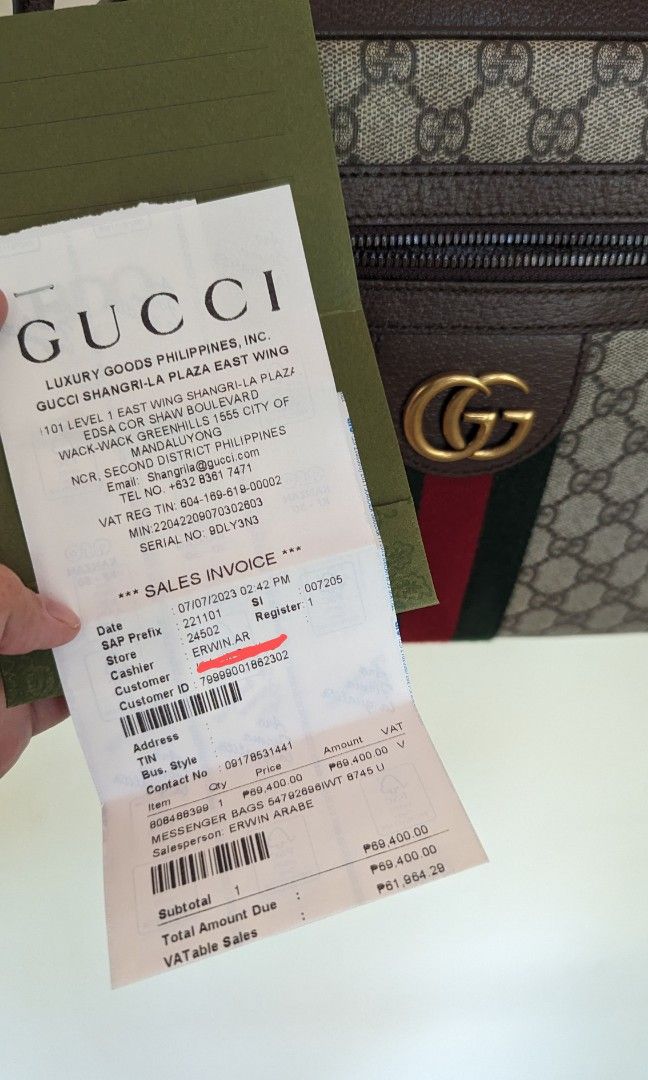 GUCCI
LUXURY GOODS PHILIPPINES, INC.
GUCCI SHANGRI-LA PLAZA EAST WING
1101 LEVEL 1 EAST WING SHANGRI-LA PLAZA
EDSA COR SHAW BOULEVARD
WACK-WACK GREENHILLS 1555 CITY OF
MANDALUYONG
NCR, SECOND DISTRICT PHILIPPINES
Email: Shangrila@gucci.com
TEL NO. +632 8361 7471
VAT REG TIN: 604-169-619-00002
MIN:22042209070302603
SERIAL NO: 9DLY3N3
*** SALES INVOICE ***
Date : 07/07/2023 02:42 PM
SAP Prefix : 221101 SI : 007205
Store : 24502 Register: 1
Cashier : ERWIN.AR
Customer :
Customer ID : 79999001862302
Address :
TIN :
Bus. Style :
Contact No : 09178531441
Item Qty Price Amount VAT
808488399 1 ₱69,400.00 ₱69,400.00 V
MESSENGER BAGS 54792696IWT 8745 U
Salesperson: ERWIN ARABE
Subtotal 1 ₱69,400.00
Total Amount Due : ₱69,400.00
VATable Sales : ₱61,964.29
GG